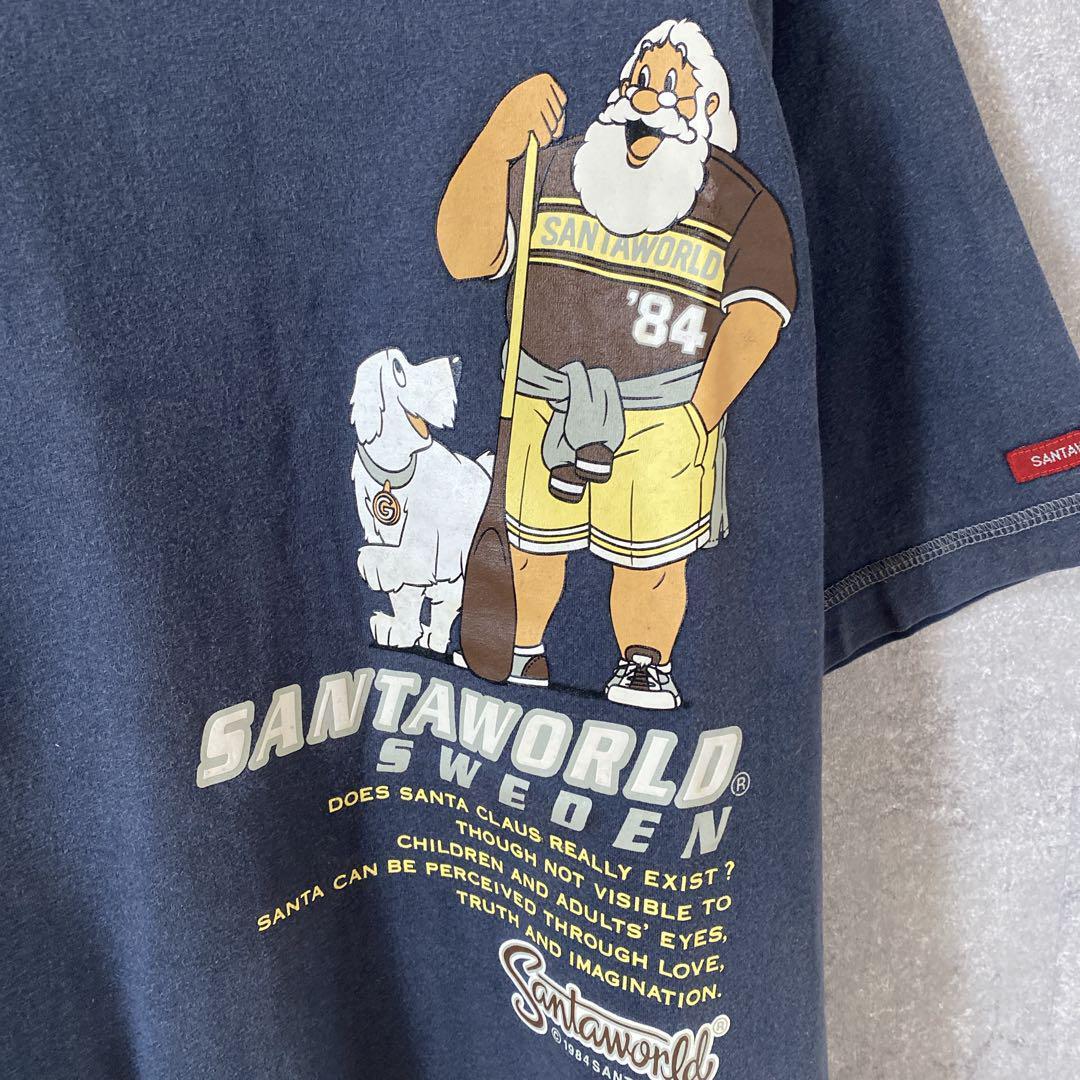 SANTAWORLD
'84
G
SANTAWORLD®
SWEDEN
DOES SANTA CLAUS REALLY EXIST?
THOUGH NOT VISIBLE TO
CHILDREN AND ADULTS' EYES,
SANTA CAN BE PERCEIVED THROUGH LOVE,
TRUTH AND IMAGINATION.
Santaworld®
©1984